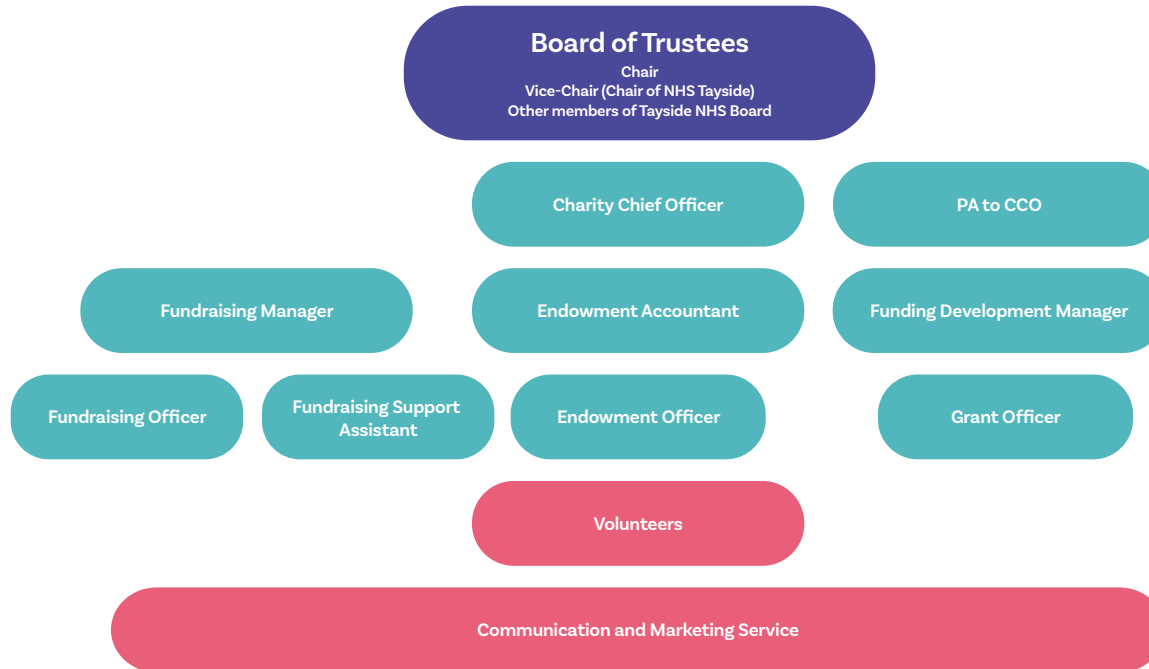 Board of Trustees
Chair
Vice-Chair (Chair of NHS Tayside)
Other members of Tayside NHS Board
Charity Chief Officer
PA to CCO
Fundraising Manager
Endowment Accountant
Funding Development Manager
Fundraising Officer
Fundraising Support
Assistant
Endowment Officer
Grant Officer
Volunteers
Communication and Marketing Service